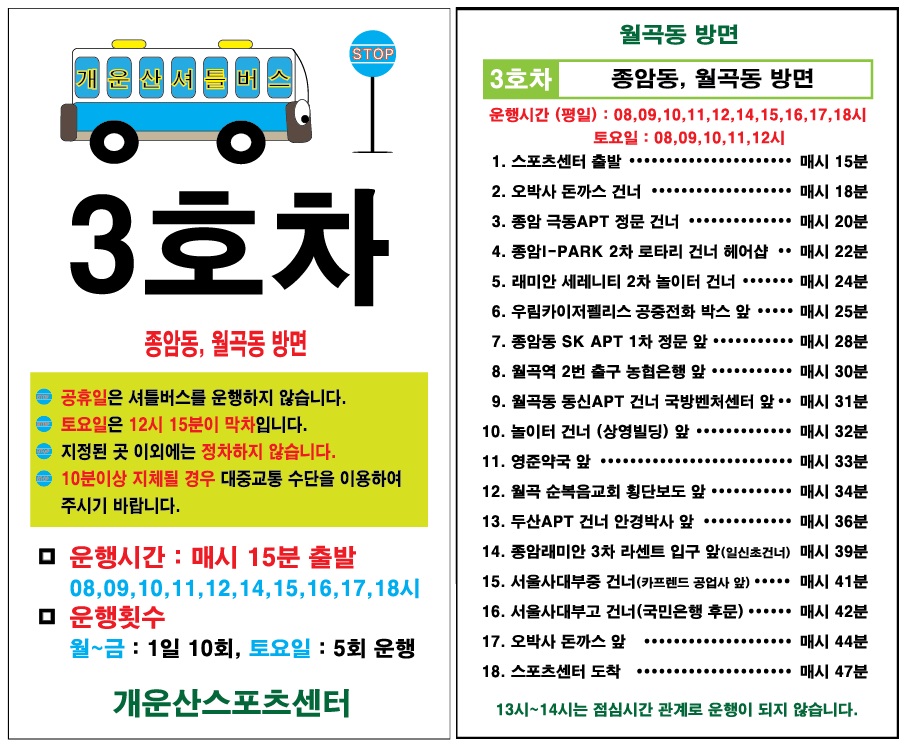 개운산셔틀버스
STOP
3호차
종암동, 월곡동 방면
공휴일은 셔틀버스를 운행하지 않습니다.
토요일은 12시 15분이 막차입니다.
지정된 곳 이외에는 정차하지 않습니다.
10분이상 지체될 경우 대중교통 수단을 이용하여
주시기 바랍니다.
운행시간 : 매시 15분 출발
08,09,10,11,12,14,15,16,17,18시
운행횟수
월~금 : 1일 10회, 토요일 : 5회 운행
개운산스포츠센터
월곡동 방면
3호차 종암동, 월곡동 방면
운행시간 (평일) : 08,09,10,11,12,14,15,16,17,18시
토요일 : 08,09,10,11,12시
1. 스포츠센터 출발 ······················ 매시 15분
2. 오박사 돈까스 건너 ··················· 매시 18분
3. 종암 극동APT 정문 건너 ·············· 매시 20분
4. 종암I-PARK 2차 로타리 건너 헤어샵 ·· 매시 22분
5. 래미안 세레니티 2차 놀이터 건너 ······· 매시 24분
6. 우림카이저펠리스 공중전화 박스 앞 ····· 매시 25분
7. 종암동 SK APT 1차 정문 앞 ··········· 매시 28분
8. 월곡역 2번 출구 농협은행 앞 ··········· 매시 30분
9. 월곡동 동신APT 건너 국방벤처센터 앞 ·· 매시 31분
10. 놀이터 건너 (상영빌딩) 앞 ············· 매시 32분
11. 영준약국 앞 ·························· 매시 33분
12. 월곡 순복음교회 횡단보도 앞 ··········· 매시 34분
13. 두산APT 건너 안경박사 앞 ············ 매시 36분
14. 종암래미안 3차 라센트 입구 앞(일신초건너) 매시 39분
15. 서울사대부중 건너(카프렌드 공업사 앞) ····· 매시 41분
16. 서울사대부고 건너(국민은행 후문) ······ 매시 42분
17. 오박사 돈까스 앞 ···················· 매시 44분
18. 스포츠센터 도착 ····················· 매시 47분
13시~14시는 점심시간 관계로 운행이 되지 않습니다.